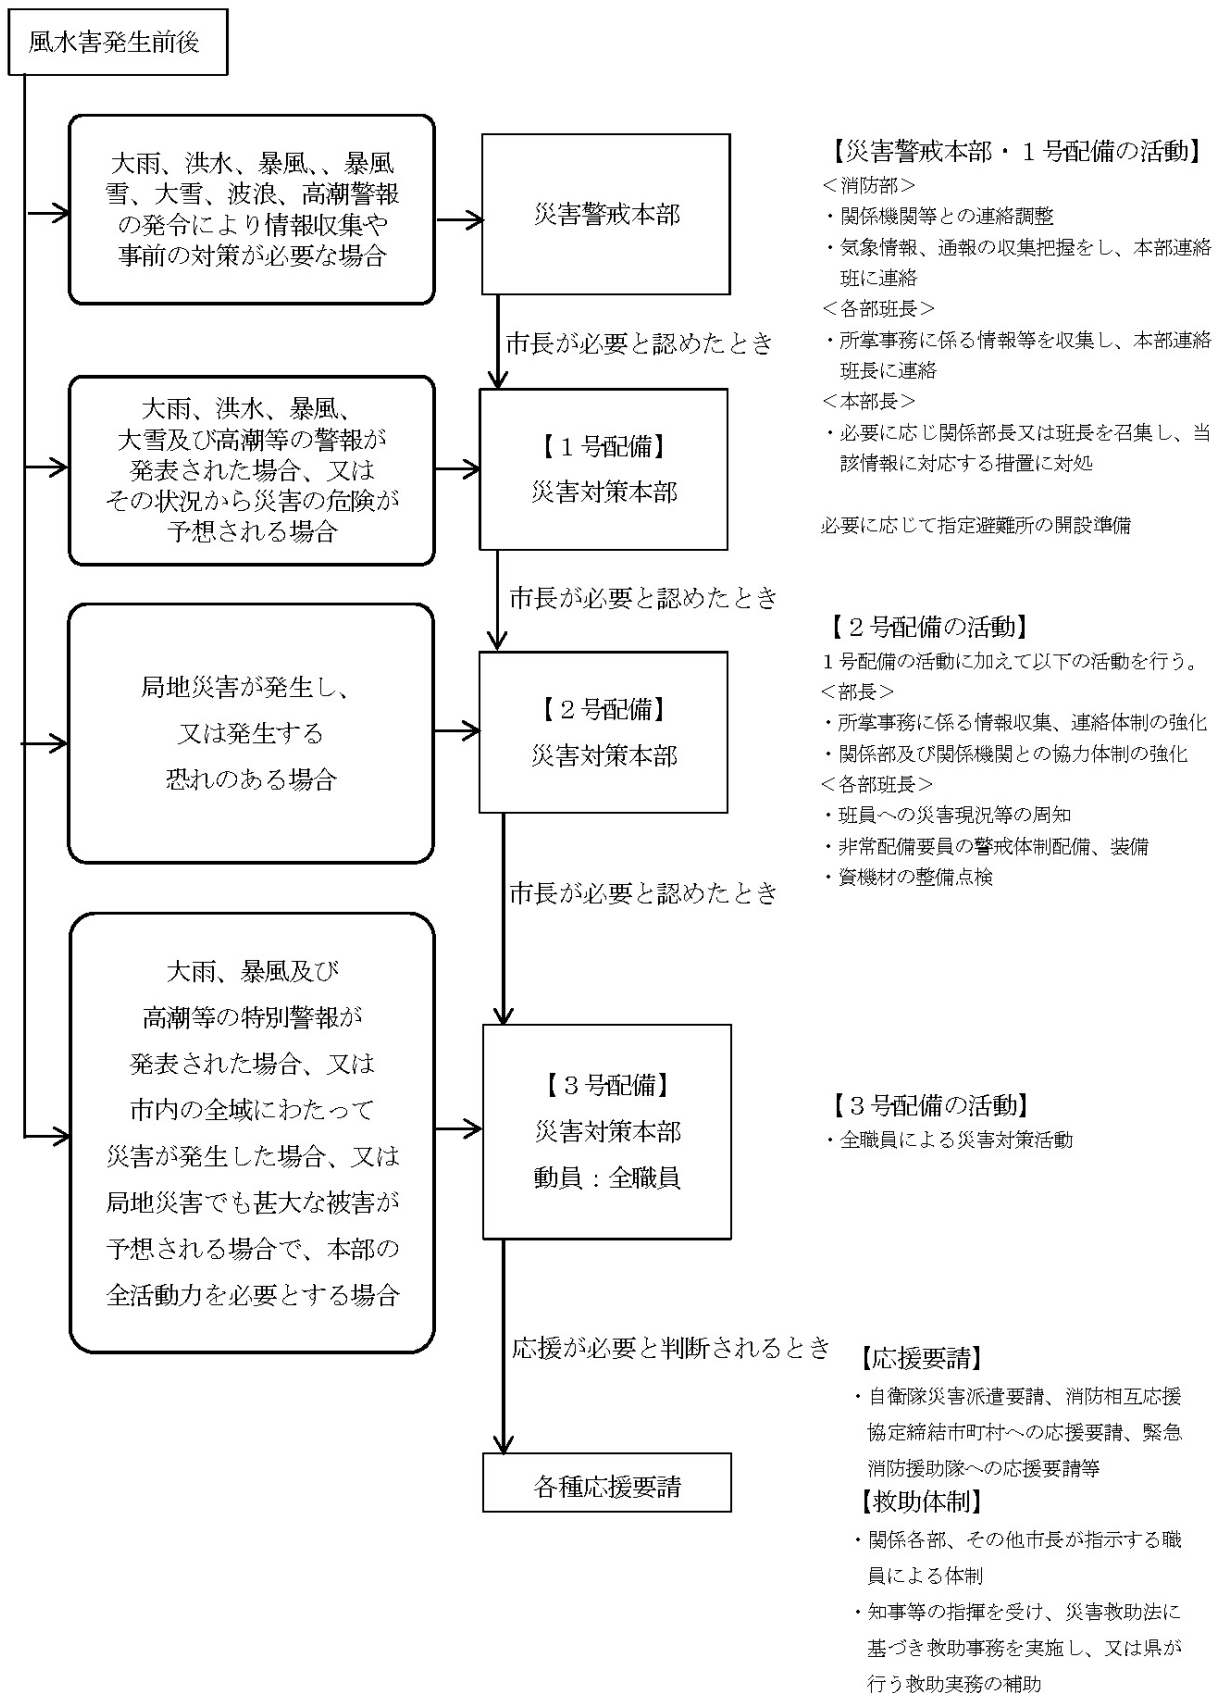 風水害発生前後
大雨、洪水、暴風、、暴風
雪、大雪、波浪、高潮警報
の発令により情報収集や
事前の対策が必要な場合
災害警戒本部
市長が必要と認めたとき
大雨、洪水、暴風、
大雪及び高潮等の警報が
発表された場合、又は
その状況から災害の危険が
予想される場合
【１号配備】
災害対策本部
市長が必要と認めたとき
局地災害が発生し、
又は発生する
恐れのある場合
【２号配備】
災害対策本部
市長が必要と認めたとき
大雨、暴風及び
高潮等の特別警報が
発表された場合、又は
市内の全域にわたって
災害が発生した場合、又は
局地災害でも甚大な被害が
予想される場合で、本部の
全活動力を必要とする場合
【３号配備】
災害対策本部
動員：全職員
応援が必要と判断されるとき
各種応援要請
【災害警戒本部・１号配備の活動】
＜消防部＞
・関係機関等との連絡調整
・気象情報、通報の収集把握をし、本部連絡
班に連絡
＜各部班長＞
・所掌事務に係る情報等を収集し、本部連絡
班長に連絡
＜本部長＞
・必要に応じ関係部長又は班長を召集し、当
該情報に対応する措置に対処
必要に応じて指定避難所の開設準備
【２号配備の活動】
１号配備の活動に加えて以下の活動を行う。
＜部長＞
・所掌事務に係る情報収集、連絡体制の強化
・関係部及び関係機関との協力体制の強化
＜各部班長＞
・班員への災害現況等の周知
・非常配備要員の警戒体制配備、装備
・資機材の整備点検
【３号配備の活動】
・全職員による災害対策活動
【応援要請】
・自衛隊災害派遣要請、消防相互応援
協定締結市町村への応援要請、緊急
消防援助隊への応援要請等
【救助体制】
・関係各部、その他市長が指示する職
員による体制
・知事等の指揮を受け、災害救助法に
基づき救助事務を実施し、又は県が
行う救助実務の補助